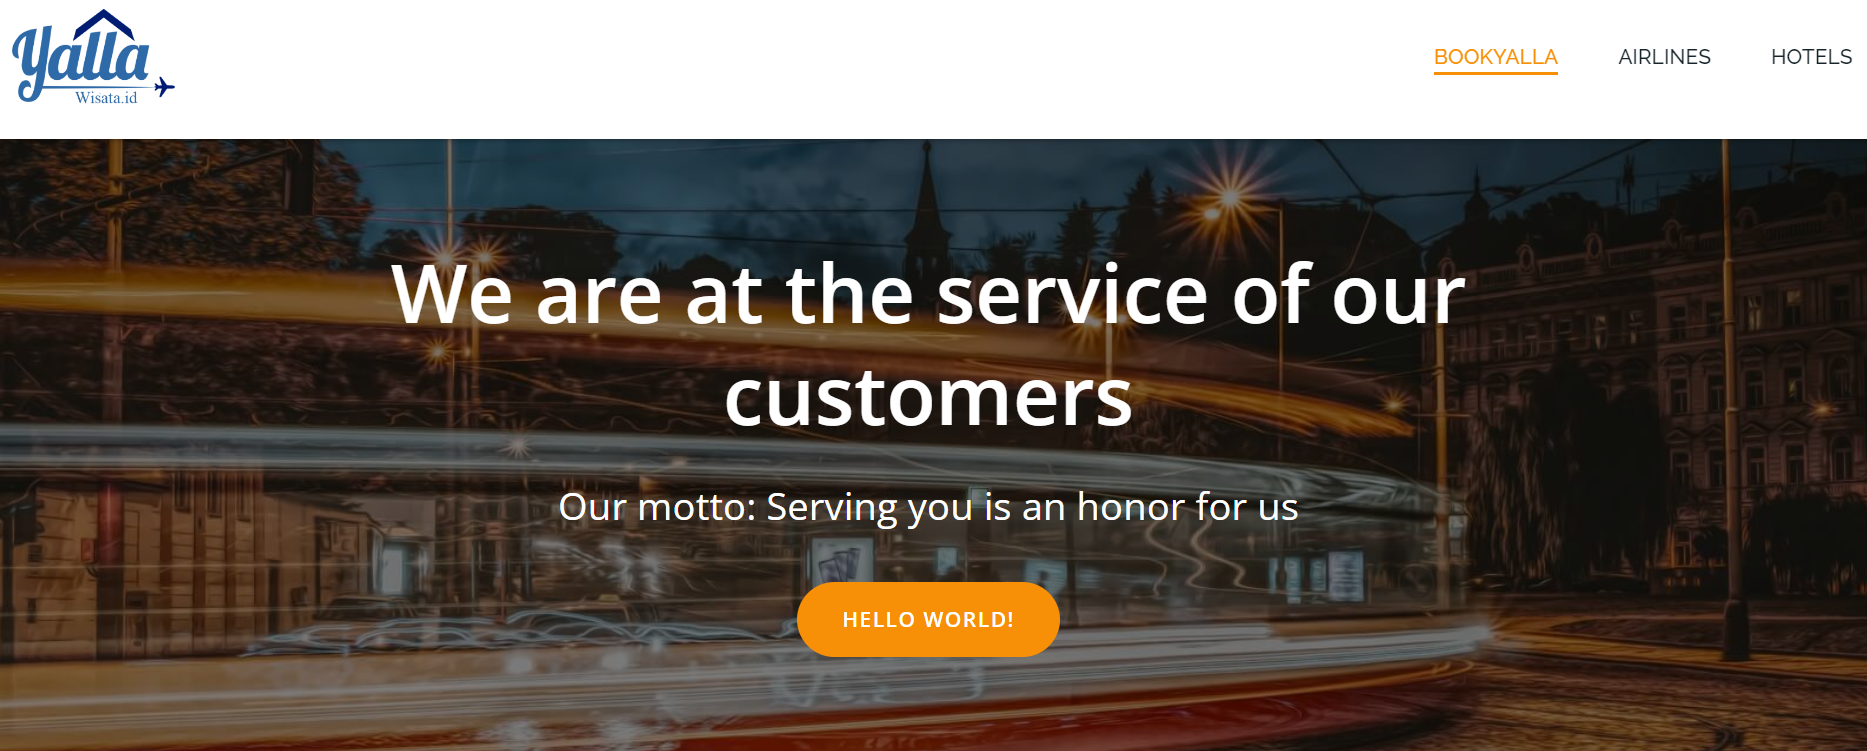 Yalla
Wisata.id
BOOKYALLA AIRLINES HOTELS
We are at the service of our
customers
Our motto: Serving you is an honor for us
HELLO WORLD!